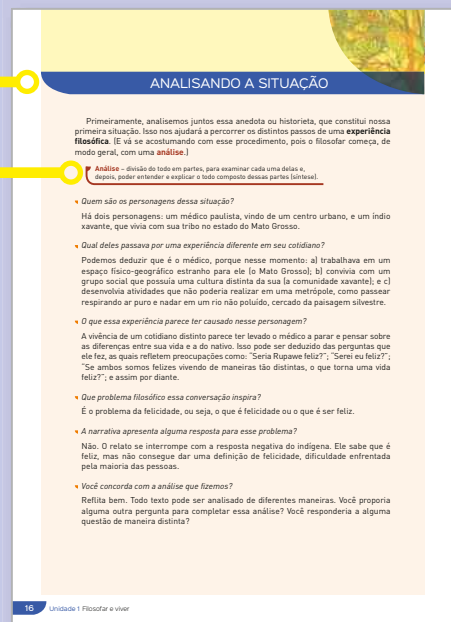 ANALISANDO A SITUAÇÃO
Primeiramente, analisemos juntos essa anedota ou historieta, que constitui nossa
primeira situação. Isso nos ajudará a percorrer os distintos passos de uma experiência
filosófica. (E vá se acostumando com esse procedimento, pois o filosofar começa, de
modo geral, com uma análise.)
Análise – divisão do todo em partes, para examinar cada uma delas e,
depois, poder entender e explicar o todo composto dessas partes (síntese).
Quem são os personagens dessa situação?
Há dois personagens: um médico paulista, vindo de um centro urbano, e um índio
xavante, que vivia com sua tribo no estado do Mato Grosso.
Qual deles passava por uma experiência diferente em seu cotidiano?
Podemos deduzir que é o médico, porque nesse momento: a) trabalhava em um
espaço físico-geográfico estranho para ele (o Mato Grosso); b) convivia com um
grupo social que possuía uma cultura distinta da sua (a comunidade xavante); e c)
desenvolvia atividades que não poderia realizar em uma metrópole, como passear
respirando ar puro e nadar em um rio não poluído, cercado da paisagem silvestre.
O que essa experiência parece ter causado nesse personagem?
A vivência de um cotidiano distinto parece ter levado o médico a parar e pensar sobre
as diferenças entre sua vida e a do nativo. Isso pode ser deduzido das perguntas que
ele fez, as quais refletem preocupações como: “Seria Rupawe feliz?”; “Serei eu feliz?”;
“Se ambos somos felizes vivendo de maneiras tão distintas, o que torna uma vida
feliz?”; e assim por diante.
Que problema filosófico essa conversação inspira?
É o problema da felicidade, ou seja, o que é felicidade ou o que é ser feliz.
A narrativa apresenta alguma resposta para esse problema?
Não. O relato se interrompe com a resposta negativa do indígena. Ele sabe que é
feliz, mas não consegue dar uma definição de felicidade, dificuldade enfrentada
pela maioria das pessoas.
Você concorda com a análise que fizemos?
Reflita bem. Todo texto pode ser analisado de diferentes maneiras. Você proporia
alguma outra pergunta para completar essa análise? Você responderia a alguma
questão de maneira distinta?
16 Unidade 1 Filosofar e viver